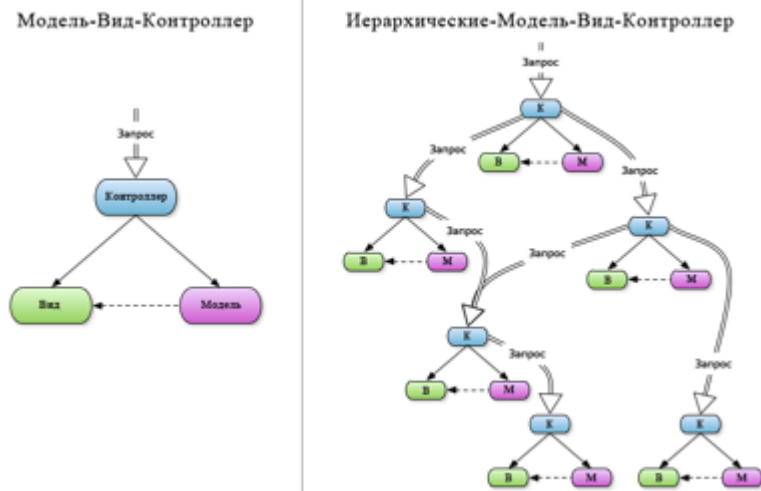 Модель-Вид-Контроллер
Запрос
Контроллер
Вид
Модель
Иерархические-Модель-Вид-Контроллер
Запрос
К
Запрос
В
М
Запрос
К
К
Запрос
Запрос
В
М
В
М
К
Запрос
Запрос
В
М
К
К
В
М
В
М